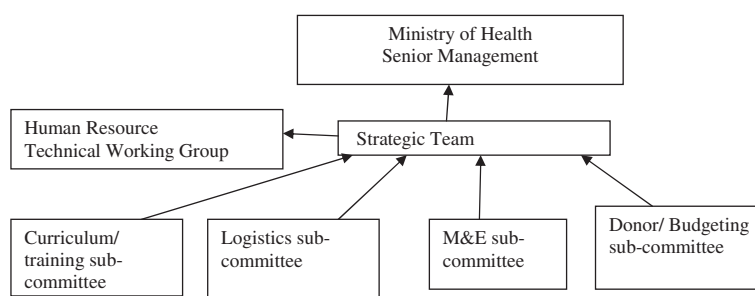 Ministry of Health
Senior Management
Human Resource
Technical Working Group
Strategic Team
Curriculum/
training sub-
committee
Logistics sub-
committee
M&E sub-
committee
Donor/ Budgeting
sub-committee